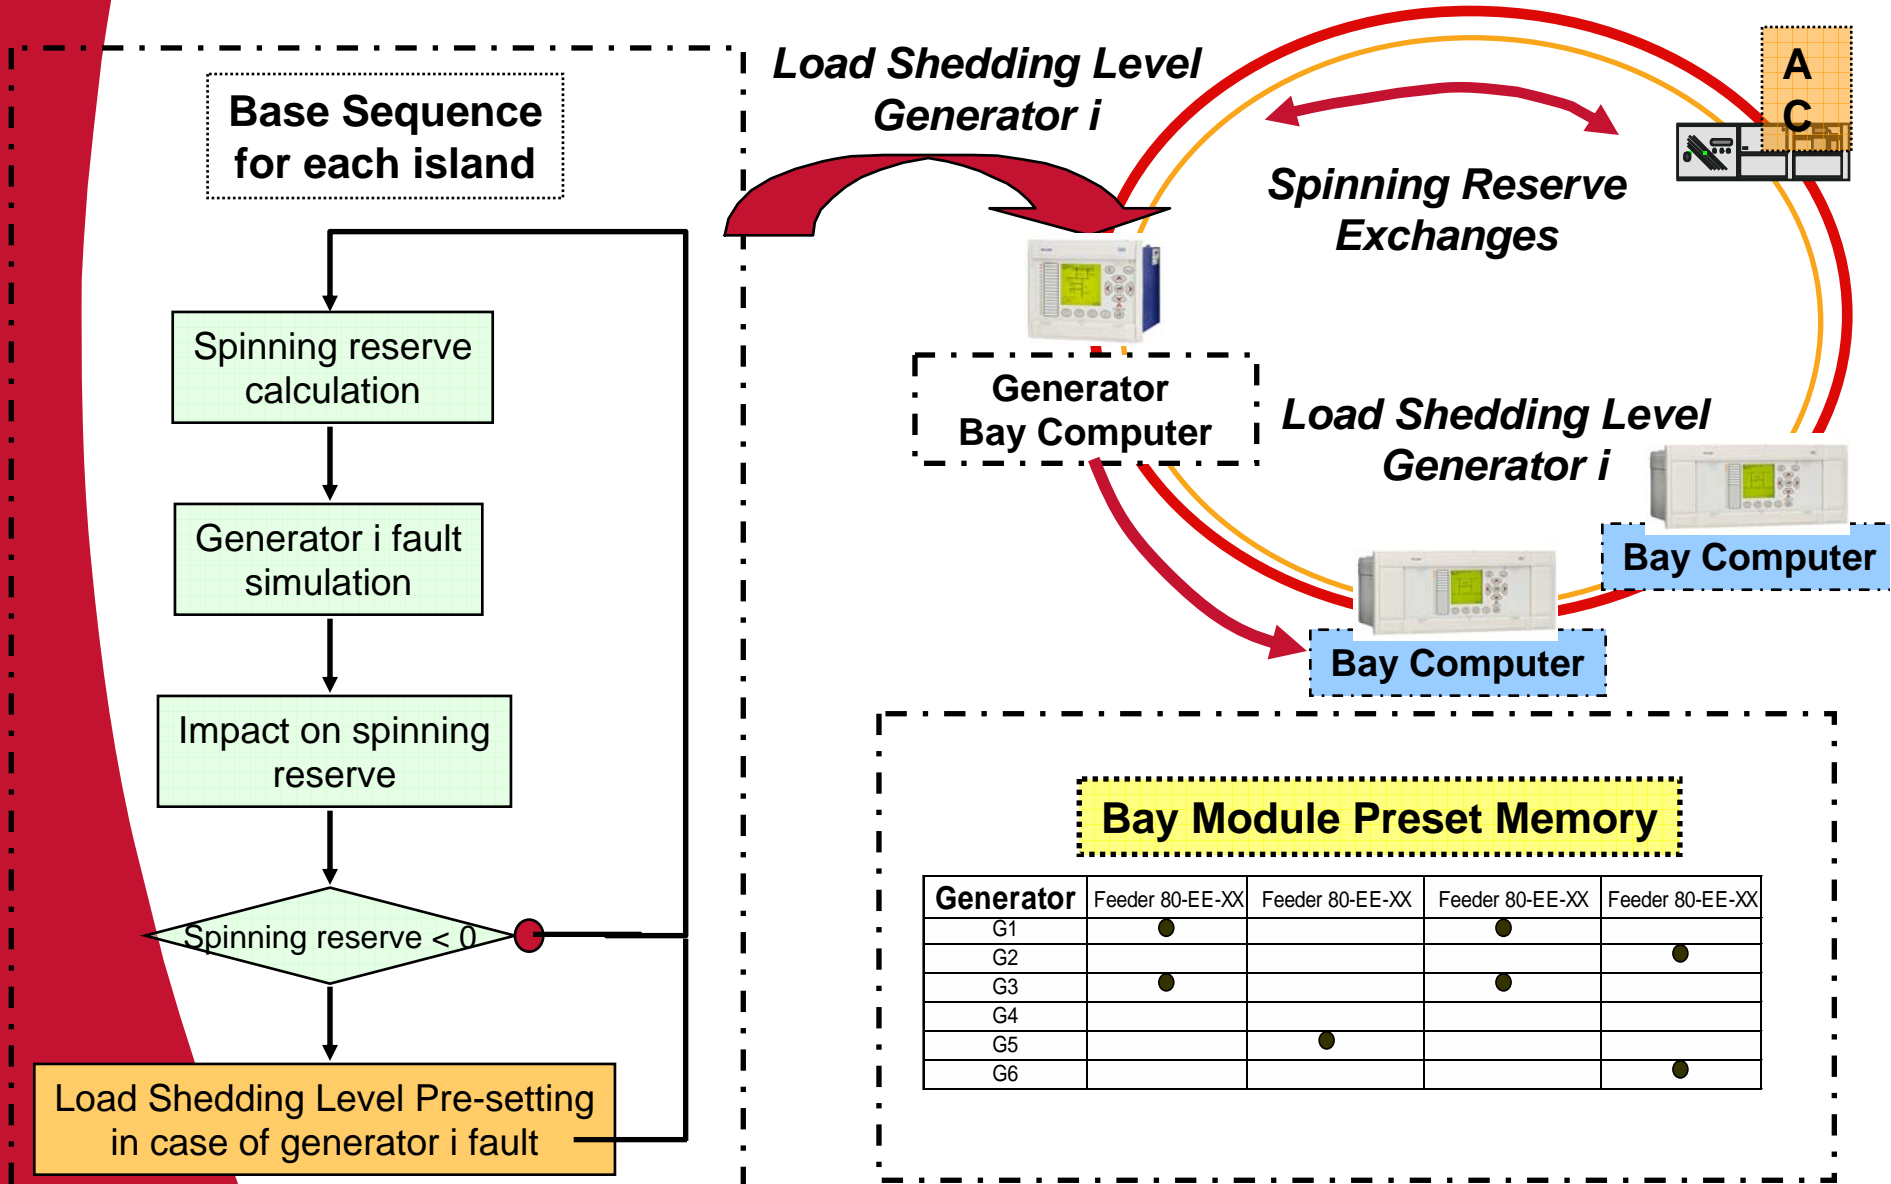 Base Sequence
for each island
Spinning reserve
calculation
Generator i fault
simulation
Impact on spinning
reserve
Spinning reserve < 0
Load Shedding Level Pre-setting
in case of generator i fault
Load Shedding Level
Generator i
A
C
Spinning Reserve
Exchanges
Generator
Bay Computer
Load Shedding Level
Generator i
Bay Computer
Bay Computer
Bay Module Preset Memory
Generator Feeder 80-EE-XX Feeder 80-EE-XX Feeder 80-EE-XX Feeder 80-EE-XX
G1
G2
G3
G4
G5
G6